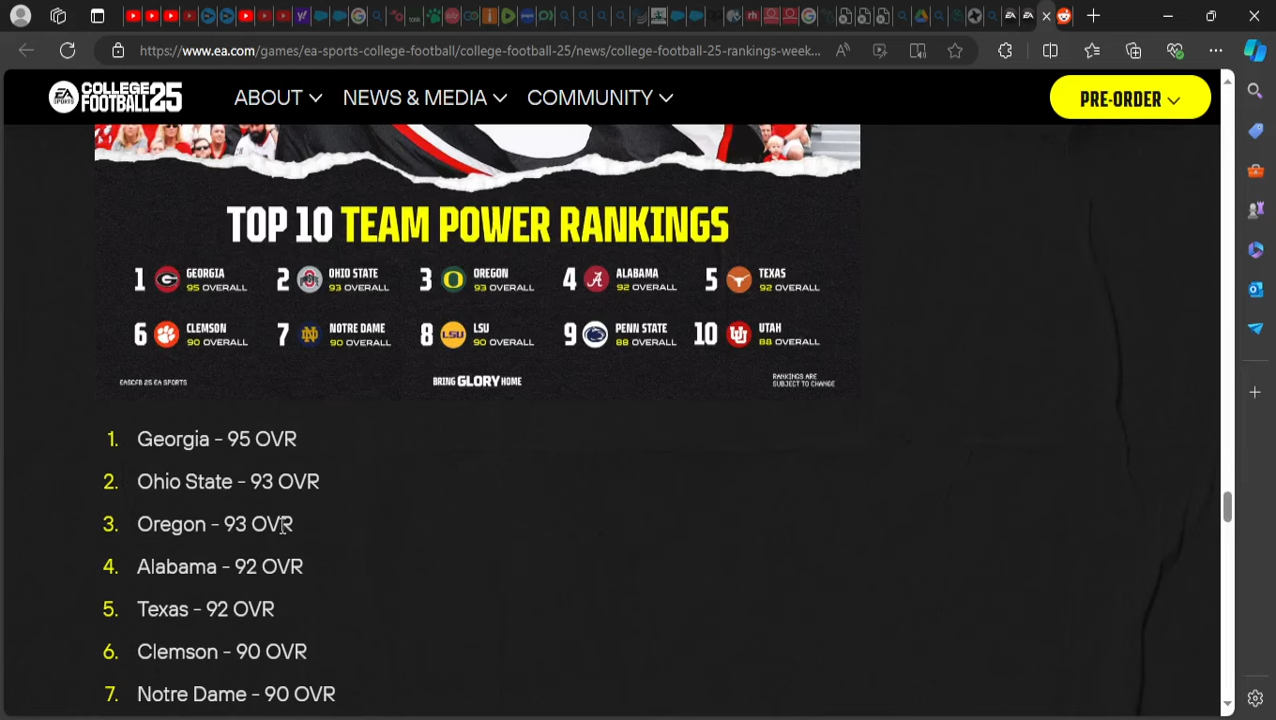 https://www.ea.com/games/ea-sports-college-football/college-football-25/news/college-football-25-rankings-week...
EA SPORTS COLLEGE FOOTBALL 25
ABOUT
NEWS & MEDIA
COMMUNITY
PRE-ORDER
TOP 10 TEAM POWER RANKINGS
1 GEORGIA 95 OVERALL
2 OHIO STATE 93 OVERALL
3 OREGON 93 OVERALL
4 ALABAMA 92 OVERALL
5 TEXAS 92 OVERALL
6 CLEMSON 90 OVERALL
7 NOTRE DAME 90 OVERALL
8 LSU LSU 90 OVERALL
9 PENN STATE 88 OVERALL
10 UTAH 88 OVERALL
EASCFB 25 EA SPORTS
BRING GLORY HOME
RANKINGS ARE
SUBJECT TO CHANGE
1. Georgia - 95 OVR
2. Ohio State - 93 OVR
3. Oregon - 93 OVR
4. Alabama - 92 OVR
5. Texas - 92 OVR
6. Clemson - 90 OVR
7. Notre Dame - 90 OVR